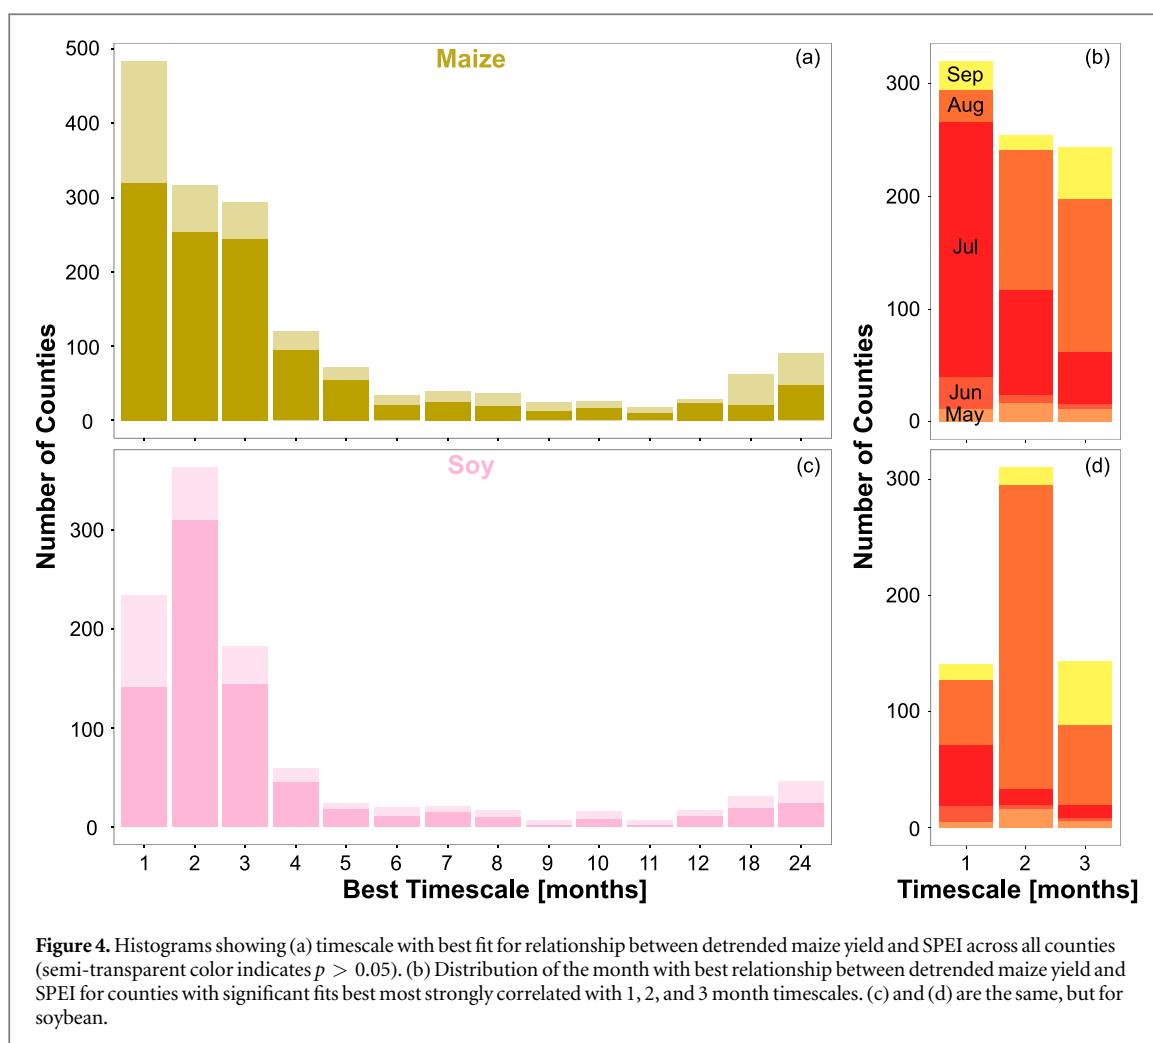 Maize
(a)
500
400
300
200
100
0
(b)
300
200
100
0
Sep
Aug
Jul
Jun
May
Number of Counties
Number of Counties
Soy
(c)
300
200
100
0
(d)
300
200
100
0
1 2 3 4 5 6 7 8 9 10 11 12 18 24
Best Timescale [months]
1 2 3
Timescale [months]
Figure 4. Histograms showing (a) timescale with best fit for relationship between detrended maize yield and SPEI across all counties
(semi-transparent color indicates p > 0.05). (b) Distribution of the month with best relationship between detrended maize yield and
SPEI for counties with significant fits best most strongly correlated with 1, 2, and 3 month timescales. (c) and (d) are the same, but for
soybean.